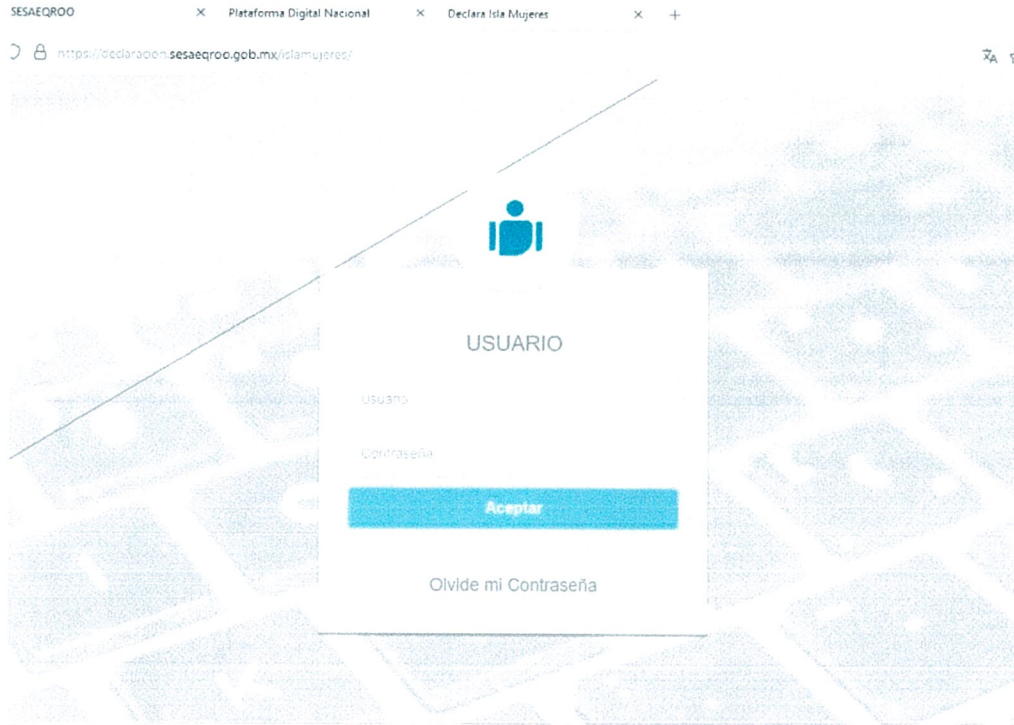 SESAEQROO
Plataforma Digital Nacional
Declara Isla Mujeres
https://declaracion.sesaeqroo.gob.mx/islamujeres/
USUARIO
Usuario
Contraseña
Aceptar
Olvide mi Contraseña